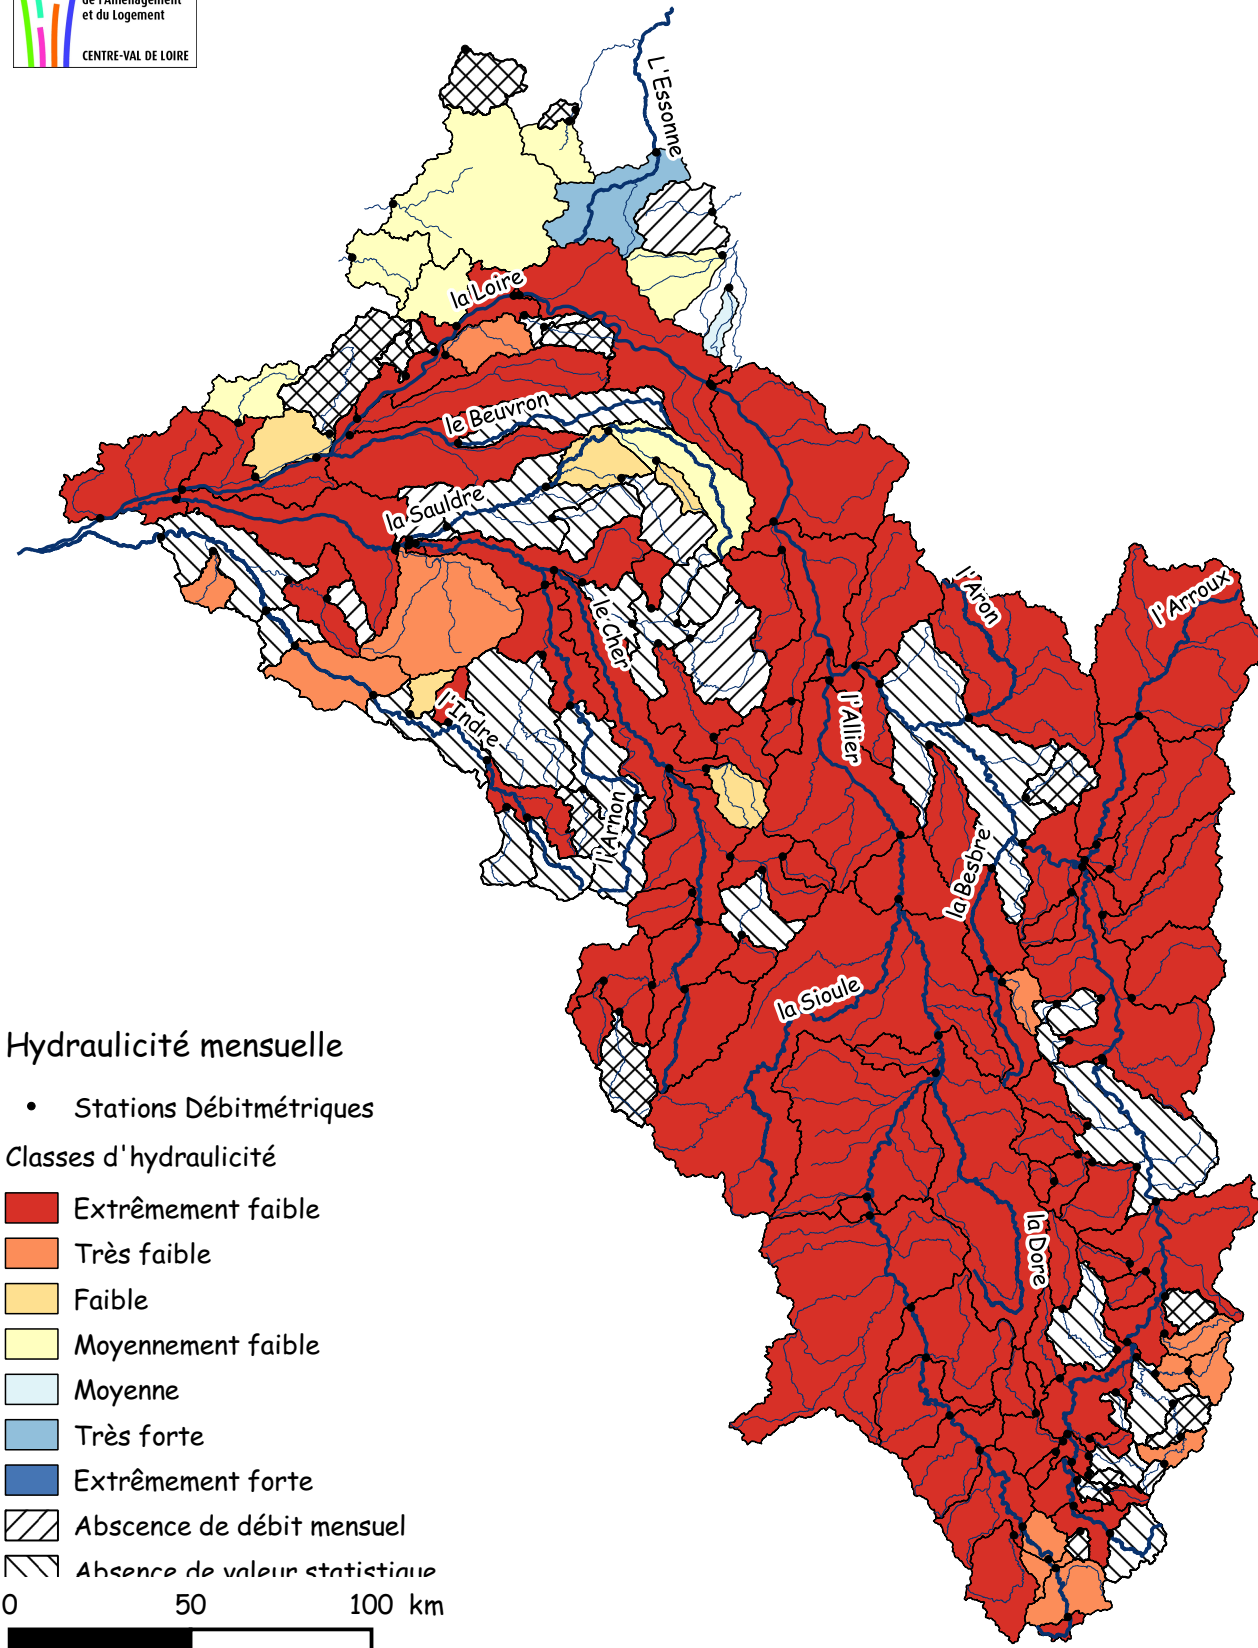 de l'Aménagement
et du Logement
CENTRE-VAL DE LOIRE
L'Essonne
la Loire
le Beuvron
la Sauldre
l'Aron
l'Arroux
le Cher
l'Allier
l'Indre
l'Arnon
la Besbre
la Sioule
la Dore
Hydraulicité mensuelle
Stations Débitmétriques
Classes d'hydraulicité
Extrêmement faible
Très faible
Faible
Moyennement faible
Moyenne
Très forte
Extrêmement forte
Abscence de débit mensuel
Absence de valeur statistique
0 50 100 km